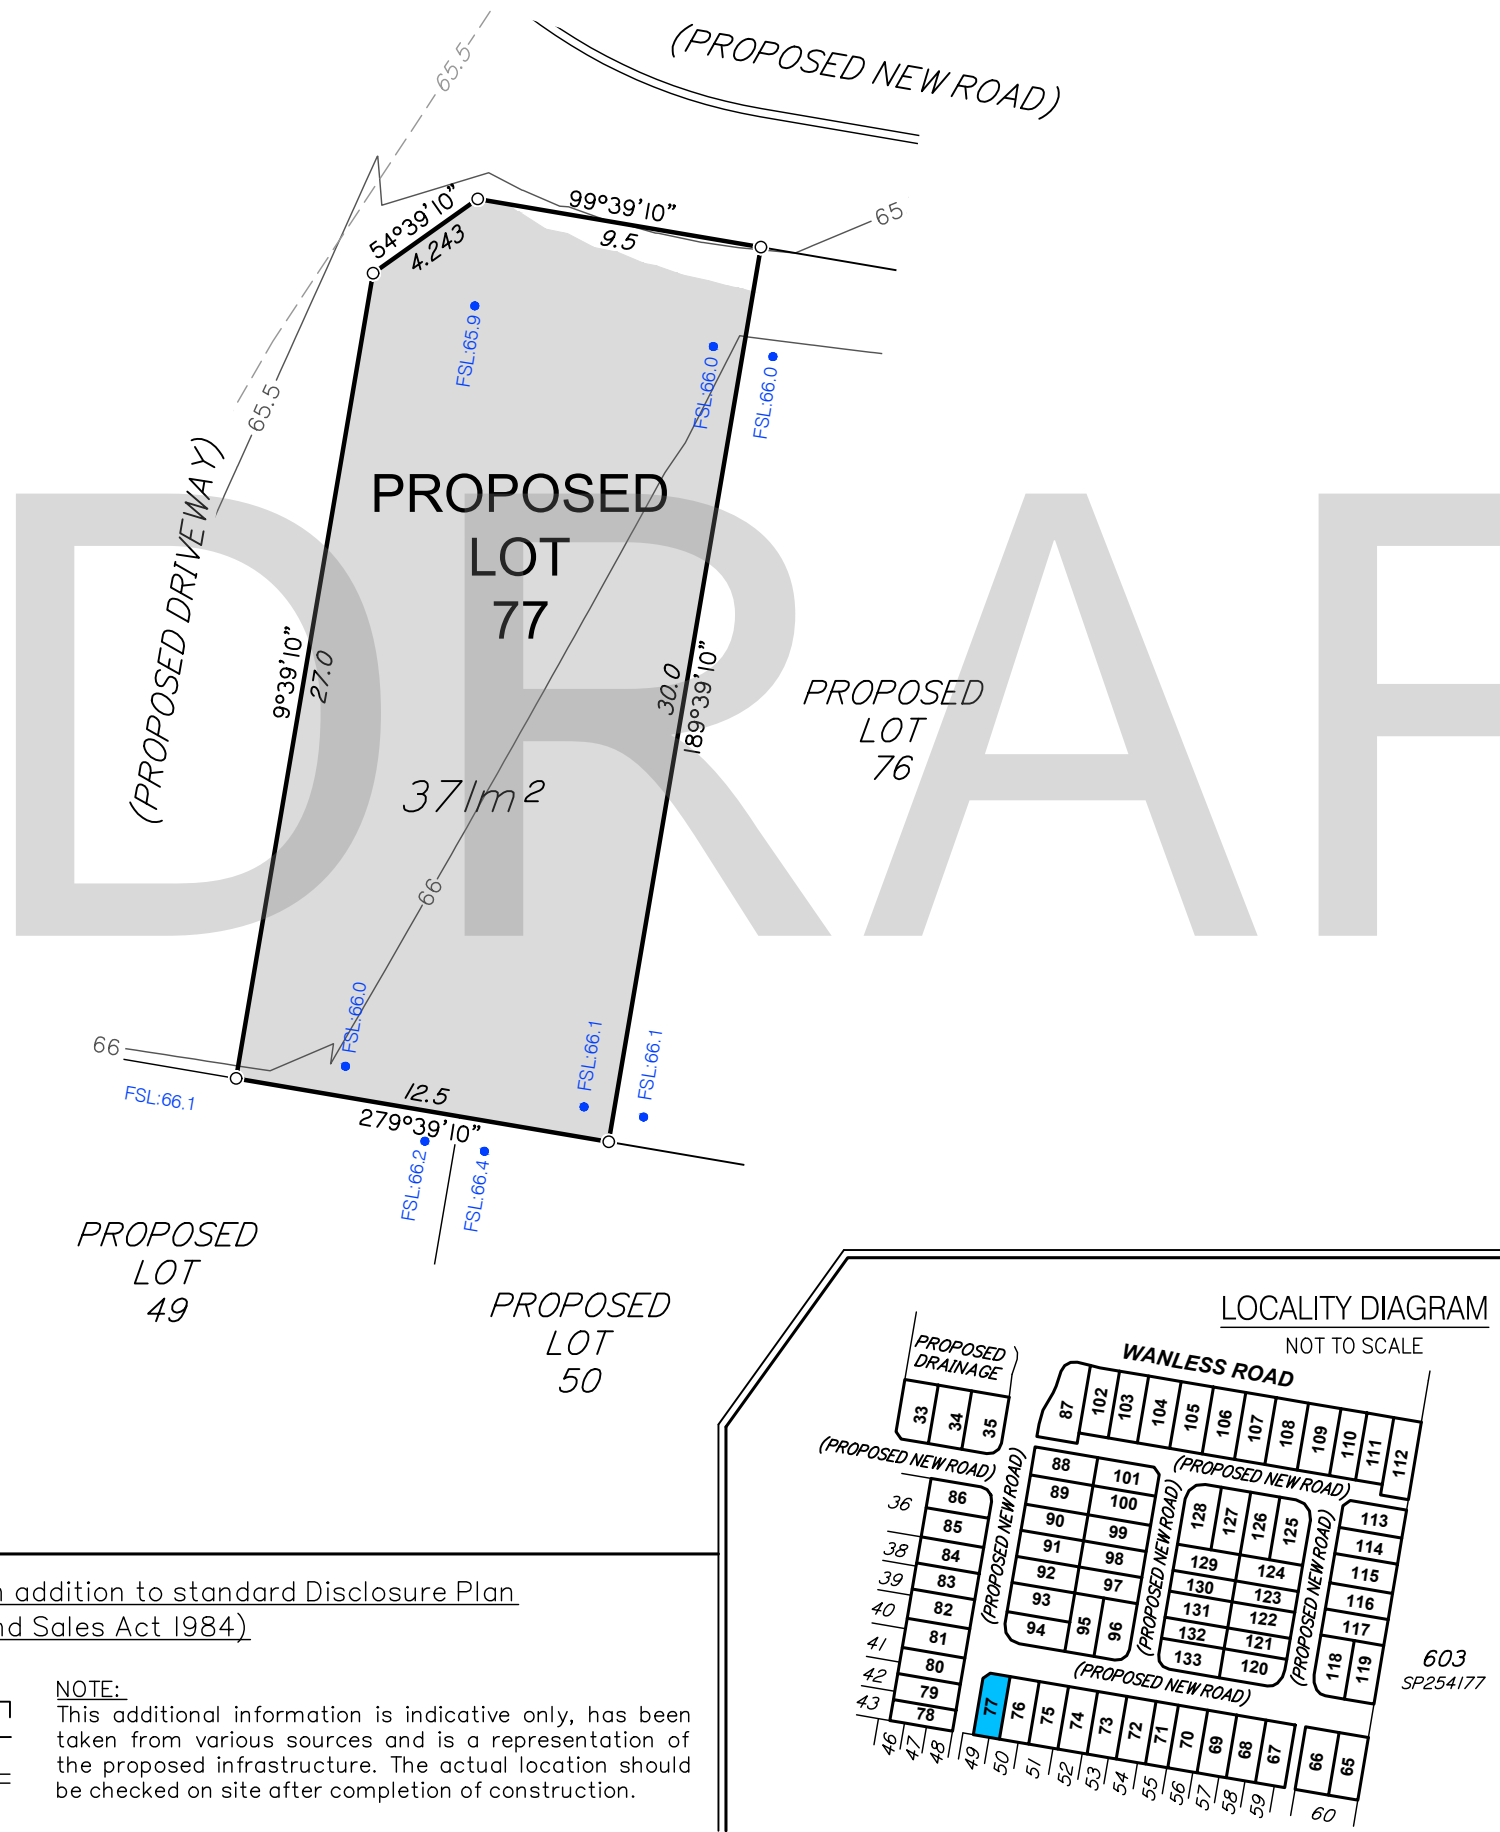 (PROPOSED NEW ROAD)
65.5
65
99°39'10"
9.5
54°39'10"
4.243
FSL:65.9
FSL:66.0
FSL:66.0
65.5
(PROPOSED DRIVEWAY)
PROPOSED
LOT
77
DRAF
9°39'10"
27.0
30.0
189°39'10"
PROPOSED
LOT
76
371m²
66
66
FSL:66.0
FSL:66.1
FSL:66.1
FSL:66.1
12.5
279°39'10"
FSL:66.2
FSL:66.4
PROPOSED
LOT
49
PROPOSED
LOT
50
LOCALITY DIAGRAM
NOT TO SCALE
PROPOSED
DRAINAGE
WANLESS ROAD
33
34
35
87
102
103
104
105
106
107
108
109
110
111
112
(PROPOSED NEW ROAD)
(PROPOSED NEW ROAD)
(PROPOSED NEW ROAD)
(PROPOSED NEW ROAD)
(PROPOSED NEW ROAD)
(PROPOSED NEW ROAD)
36
38
39
40
41
42
43
86
85
84
83
82
81
80
79
78
88
89
90
91
92
93
94
95
96
101
100
99
98
97
128
127
126
125
129
130
131
132
133
124
123
122
121
120
113
114
115
116
117
118
119
603
SP254177
77
76
75
74
73
72
71
70
69
68
67
66
65
46
47
48
49
50
51
52
53
54
55
56
57
58
59
60
n addition to standard Disclosure Plan
nd Sales Act 1984)
NOTE:
This additional information is indicative only, has been
taken from various sources and is a representation of
the proposed infrastructure. The actual location should
be checked on site after completion of construction.